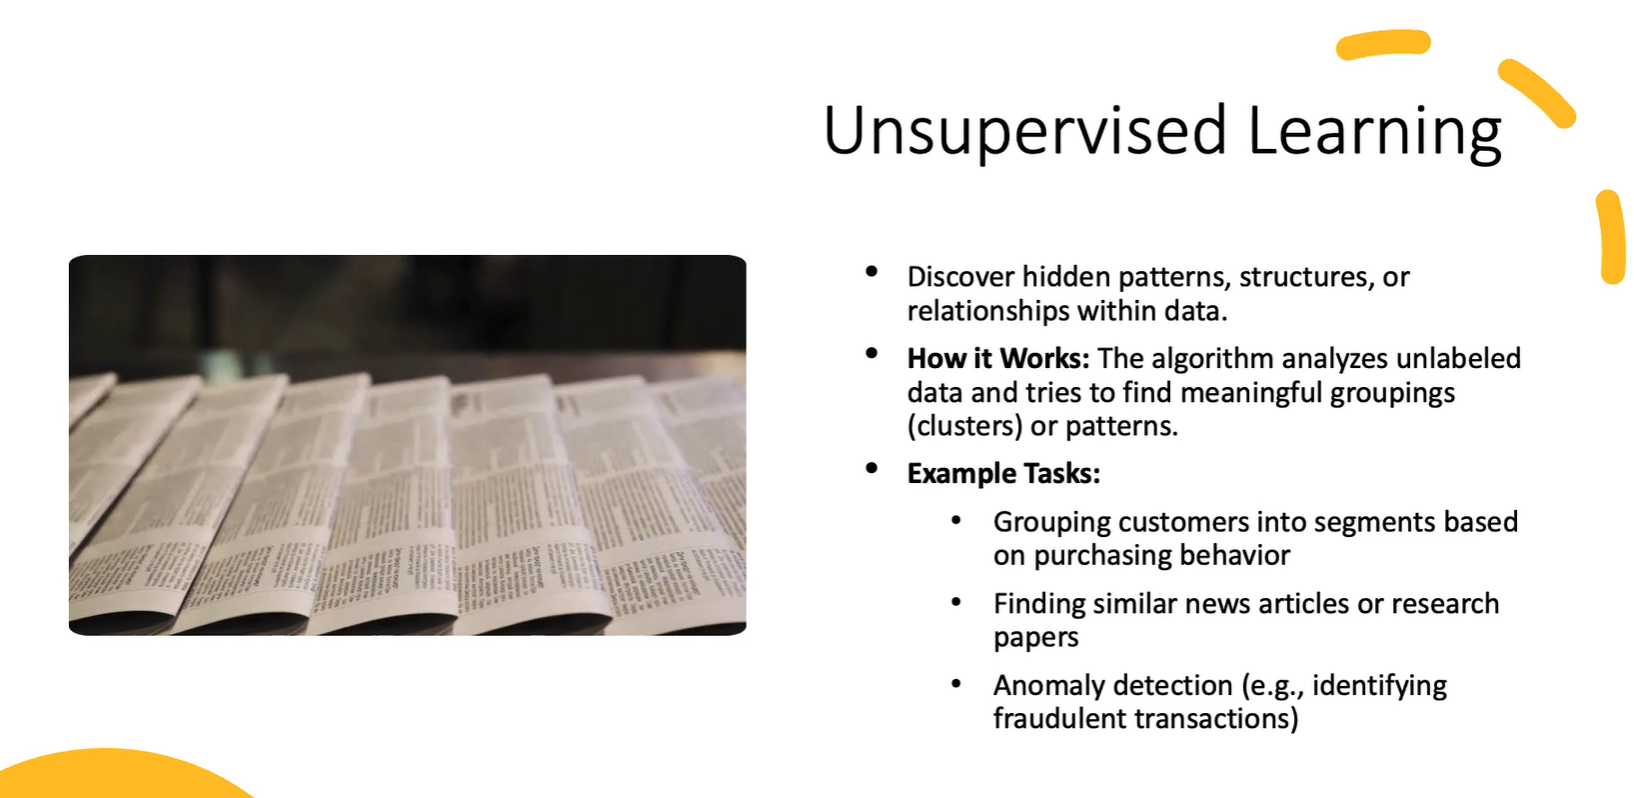 Unsupervised Learning
• Discover hidden patterns, structures, or
relationships within data.
• How it Works: The algorithm analyzes unlabeled
data and tries to find meaningful groupings
(clusters) or patterns.
• Example Tasks:
• Grouping customers into segments based
on purchasing behavior
• Finding similar news articles or research
papers
• Anomaly detection (e.g., identifying
fraudulent transactions)